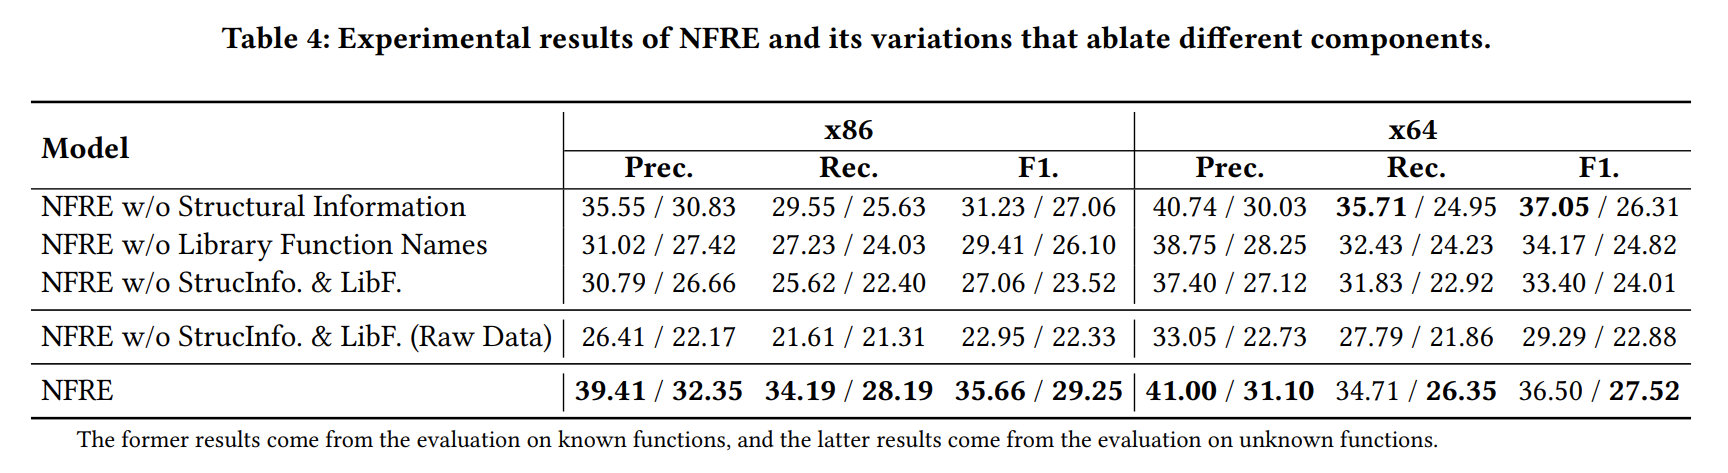 Table 4: Experimental results of NFRE and its variations that ablate different components.
Model x86 x64
Prec. Rec. F1. Prec. Rec. F1.
NFRE w/o Structural Information 35.55 / 30.83 29.55 / 25.63 31.23 / 27.06 40.74 / 30.03 35.71 / 24.95 37.05 / 26.31
NFRE w/o Library Function Names 31.02 / 27.42 27.23 / 24.03 29.41 / 26.10 38.75 / 28.25 32.43 / 24.23 34.17 / 24.82
NFRE w/o StrucInfo. & LibF. 30.79 / 26.66 25.62 / 22.40 27.06 / 23.52 37.40 / 27.12 31.83 / 22.92 33.40 / 24.01
NFRE w/o StrucInfo. & LibF. (Raw Data) 26.41 / 22.17 21.61 / 21.31 22.95 / 22.33 33.05 / 22.73 27.79 / 21.86 29.29 / 22.88
NFRE 39.41 / 32.35 34.19 / 28.19 35.66 / 29.25 41.00 / 31.10 34.71 / 26.35 36.50 / 27.52
The former results come from the evaluation on known functions, and the latter results come from the evaluation on unknown functions.